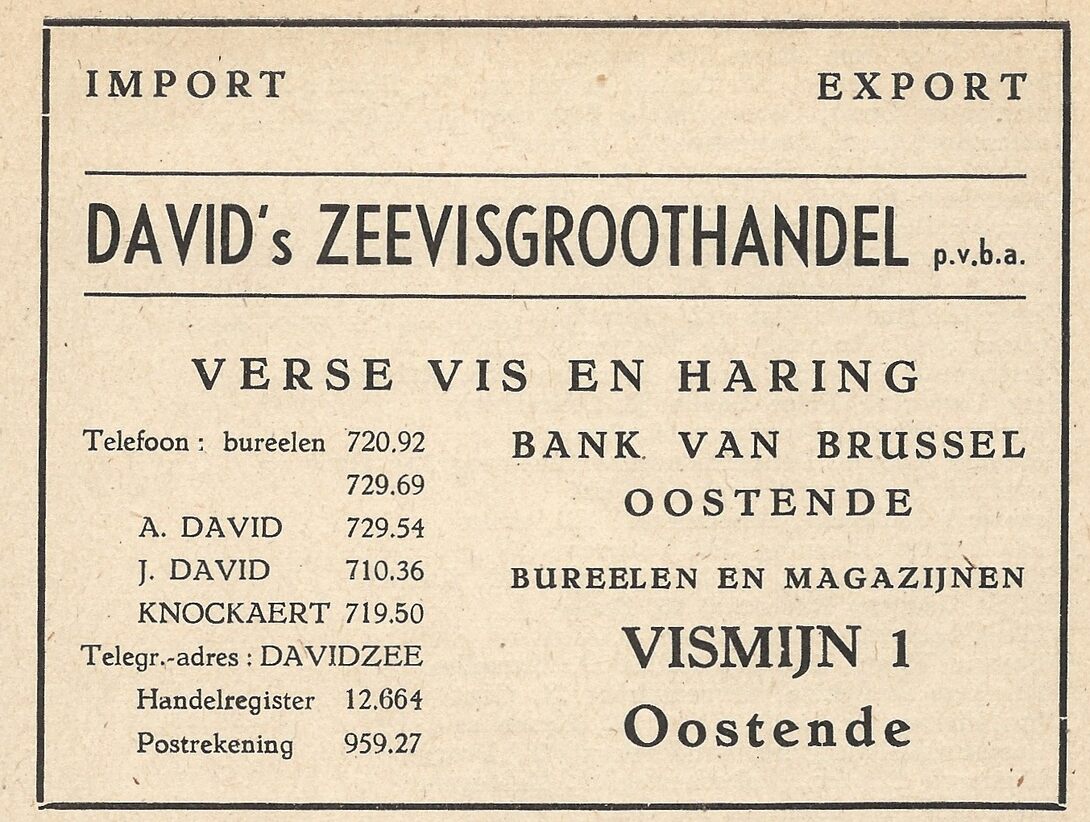 IMPORT EXPORT
DAVID's ZEEVISGROOTHANDEL p.v.b.a.
VERSE VIS EN HARING
Telefoon : bureelen 720.92
729.69
A. DAVID 729.54
J. DAVID 710.36
KNOCKAERT 719.50
Telegr.-adres : DAVIDZEE
Handelregister 12.664
Postrekening 959.27
BANK VAN BRUSSEL
OOSTENDE
BUREELEN EN MAGAZIJNEN
VISMIJN 1
Oostende